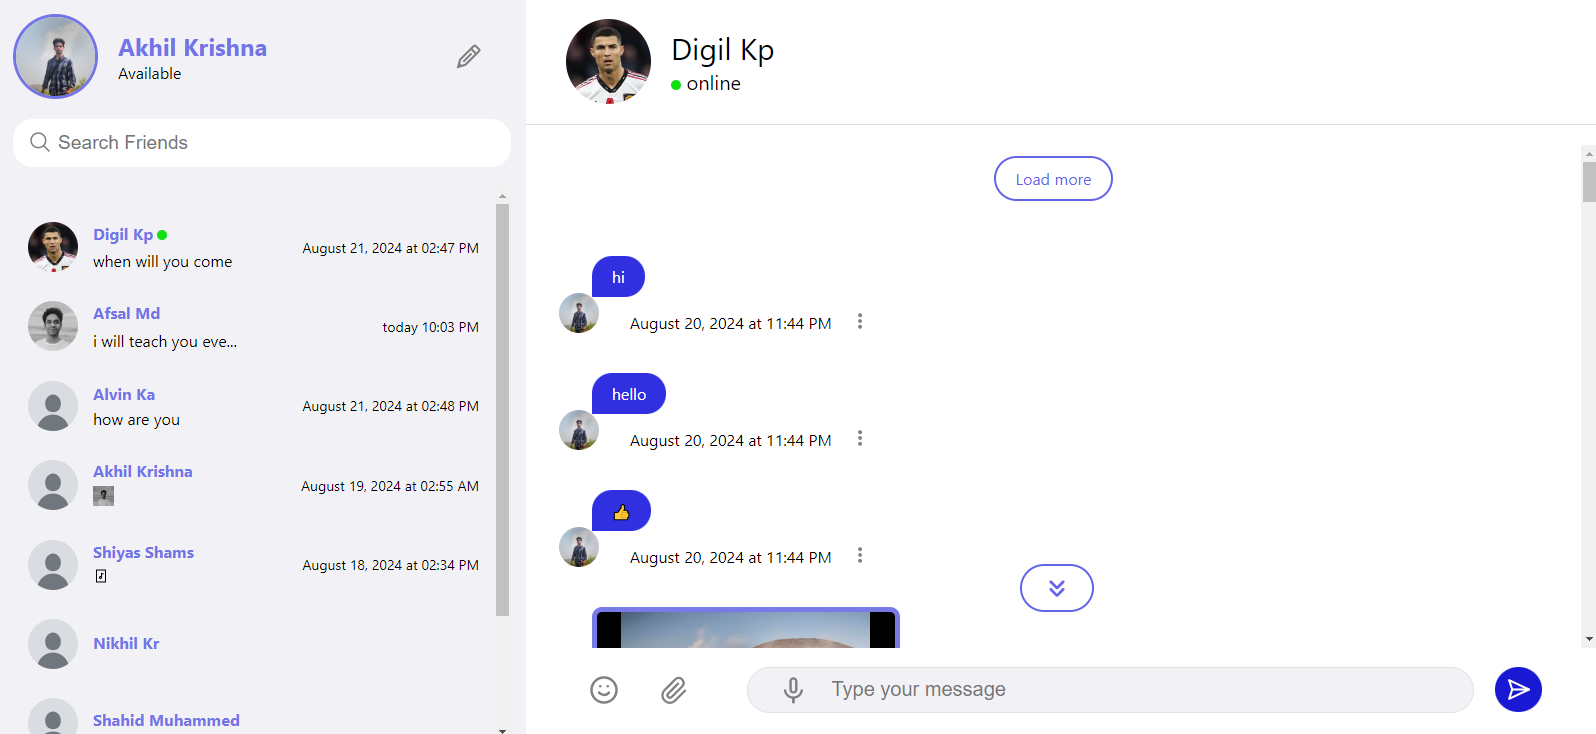 Akhil Krishna
Available
Search Friends
Digil Kp
when will you come
August 21, 2024 at 02:47 PM
Afsal Md
i will teach you eve...
today 10:03 PM
Alvin Ka
how are you
August 21, 2024 at 02:48 PM
Akhil Krishna
August 19, 2024 at 02:55 AM
Shiyas Shams
August 18, 2024 at 02:34 PM
Nikhil Kr
Shahid Muhammed
Digil Kp
online
Load more
hi
August 20, 2024 at 11:44 PM
hello
August 20, 2024 at 11:44 PM
👍
August 20, 2024 at 11:44 PM
Type your message